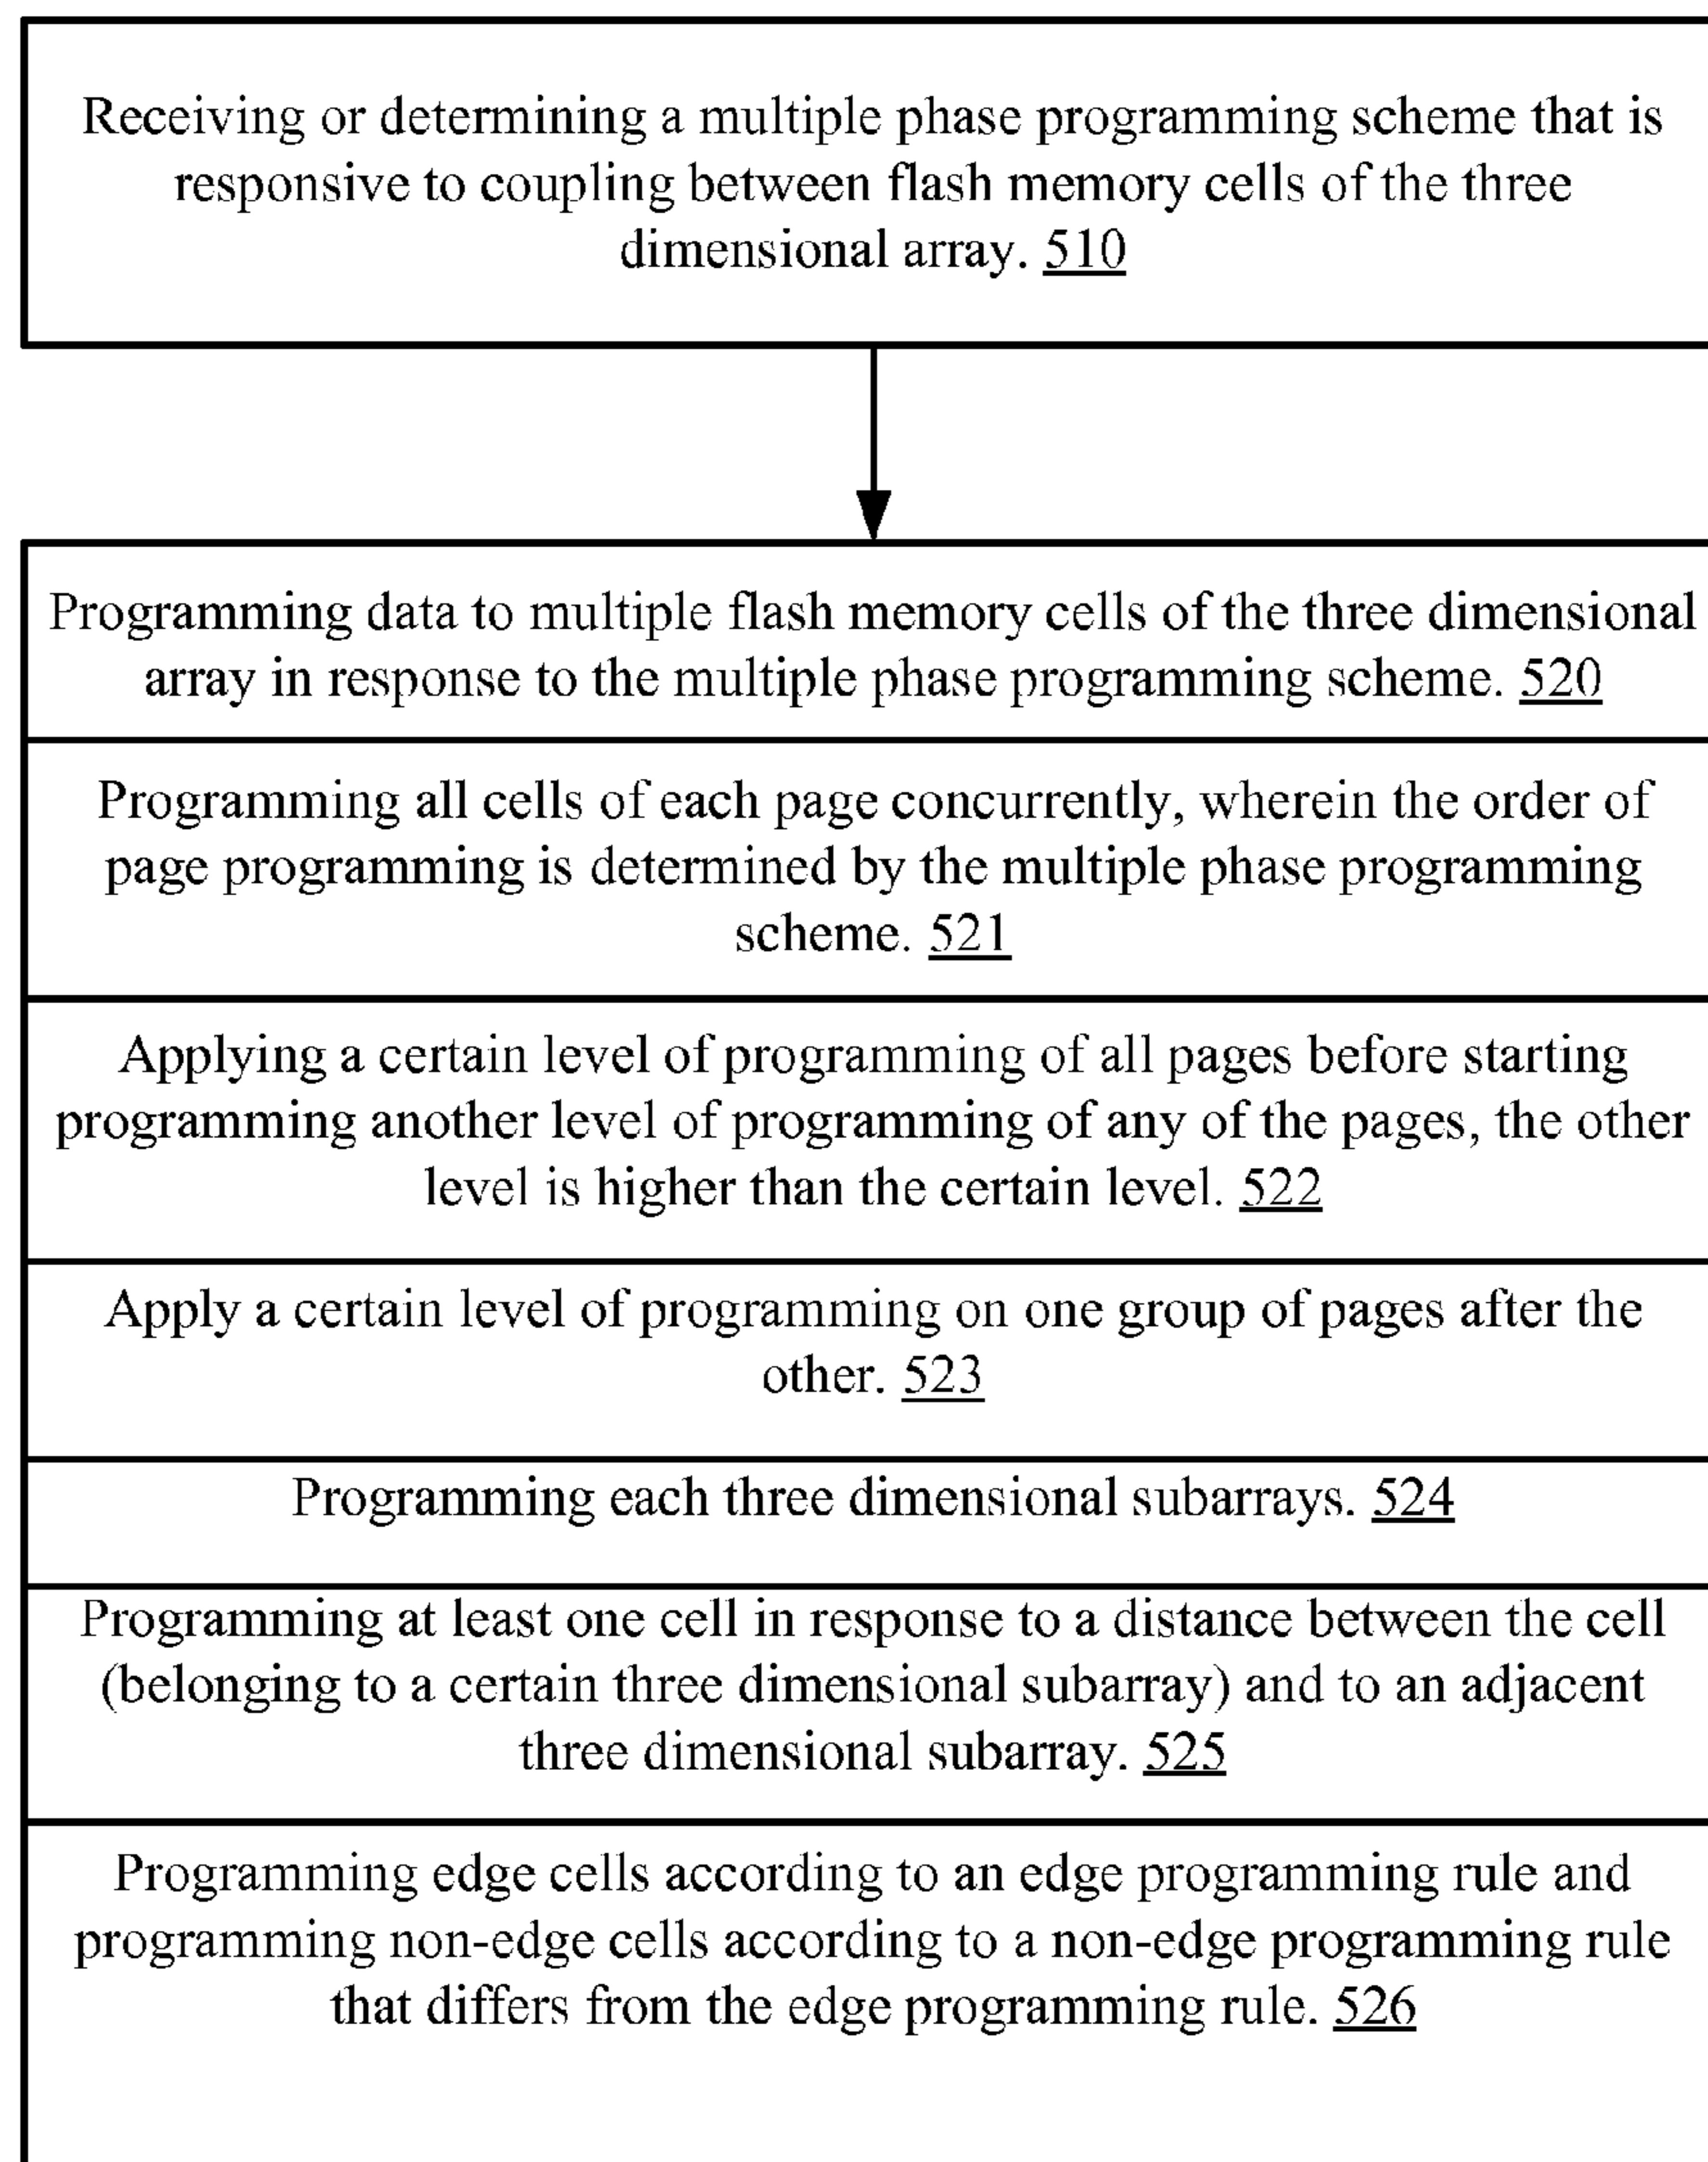 Receiving or determining a multiple phase programming scheme that is
responsive to coupling between flash memory cells of the three
dimensional array. 510
Programming data to multiple flash memory cells of the three dimensional
array in response to the multiple phase programming scheme. 520
Programming all cells of each page concurrently, wherein the order of
page programming is determined by the multiple phase programming
scheme. 521
Applying a certain level of programming of all pages before starting
programming another level of programming of any of the pages, the other
level is higher than the certain level. 522
Apply a certain level of programming on one group of pages after the
other. 523
Programming each three dimensional subarrays. 524
Programming at least one cell in response to a distance between the cell
(belonging to a certain three dimensional subarray) and to an adjacent
three dimensional subarray. 525
Programming edge cells according to an edge programming rule and
programming non-edge cells according to a non-edge programming rule
that differs from the edge programming rule. 526